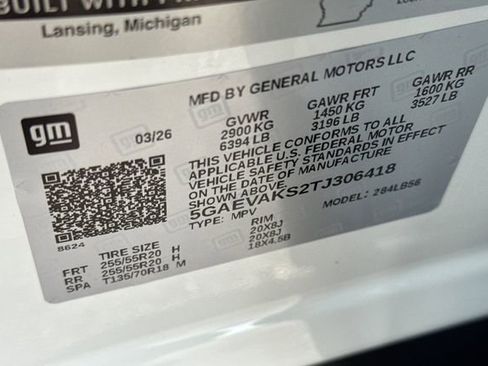 BUILT WITH P
Lansing, Michigan
gm
03/26
MFD BY GENERAL MOTORS LLC
GVWR GAWR FRT GAWR RR
2900 KG 1450 KG 1600 KG
6394 LB 3196 LB 3527 LB
THIS VEHICLE CONFORMS TO ALL
APPLICABLE U.S. FEDERAL MOTOR
VEHICLE SAFETY STANDARDS IN EFFECT
ON THE DATE OF MANUFACTURE
SHOWN ABOVE.
5GAEVAKS2TJ306418
TYPE: MPV MODEL: 284LB56
8624
TIRE SIZE RIM
FRT 255/55R20 H 20X8J
RR 255/55R20 H 20X8J
SPA T135/70R18 M 18X4.5B